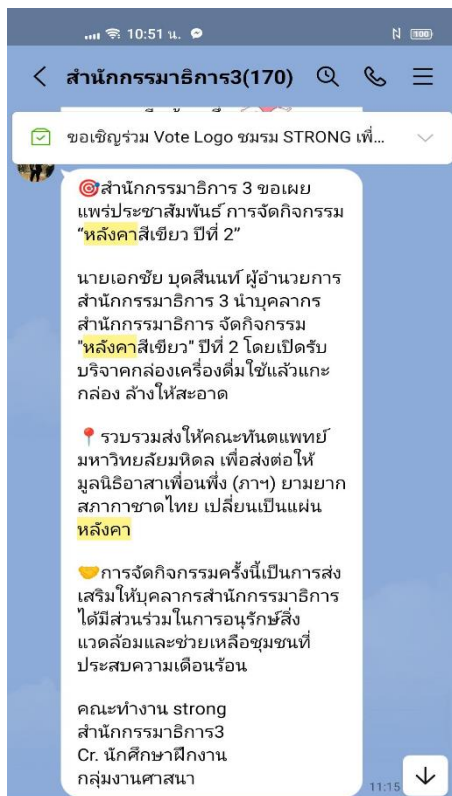 10:51 น.
100
สำนักกรรมาธิการ3(170)
ขอเชิญร่วม Vote Logo ชมรม STRONG เพื่...
🎯สำนักกรรมาธิการ 3 ขอเผย
แพร่ประชาสัมพันธ์ การจัดกิจกรรม
“หลังคาสีเขียว ปีที่ 2”
นายเอกชัย บุดสีนนท์ ผู้อำนวยการ
สำนักกรรมาธิการ 3 นำบุคลากร
สำนักกรรมาธิการ จัดกิจกรรม
"หลังคาสีเขียว" ปีที่ 2 โดยเปิดรับ
บริจาคกล่องเครื่องดื่มใช้แล้วแกะ
กล่อง ล้างให้สะอาด
📍 รวบรวมส่งให้คณะทันตแพทย์
มหาวิทยลัยมหิดล เพื่อส่งต่อให้
มูลนิธิอาสาเพื่อนพึ่ง (ภาฯ) ยามยาก
สภากาชาดไทย เปลี่ยนเป็นแผ่น
หลังคา
🤝การจัดกิจกรรมครั้งนี้เป็นการส่ง
เสริมให้บุคลากรสำนักกรรมาธิการ
ได้มีส่วนร่วมในการอนุรักษ์สิ่ง
แวดล้อมและช่วยเหลือชุมชนที่
ประสบความเดือนร้อน
คณะทำงาน strong
สำนักกรรมาธิการ3
Cr. นักศึกษาฝึกงาน
กลุ่มงานศาสนา
11:15